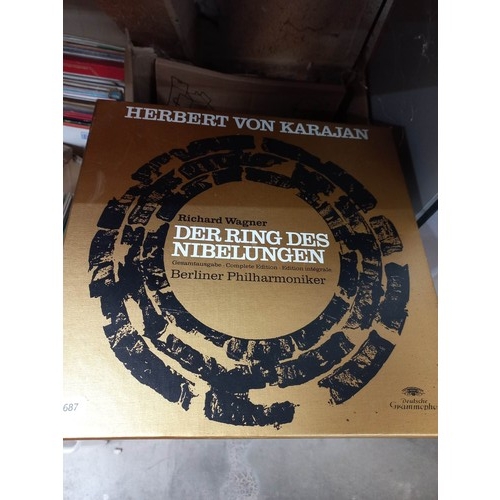 HERBERT VON KARAJAN
Richard Wagner
DER RING DES
NIBELUNGEN
Gesamtausgabe . Complete Edition . Edition intégrale
Berliner Philharmoniker
687
Deutsche
Grammophon